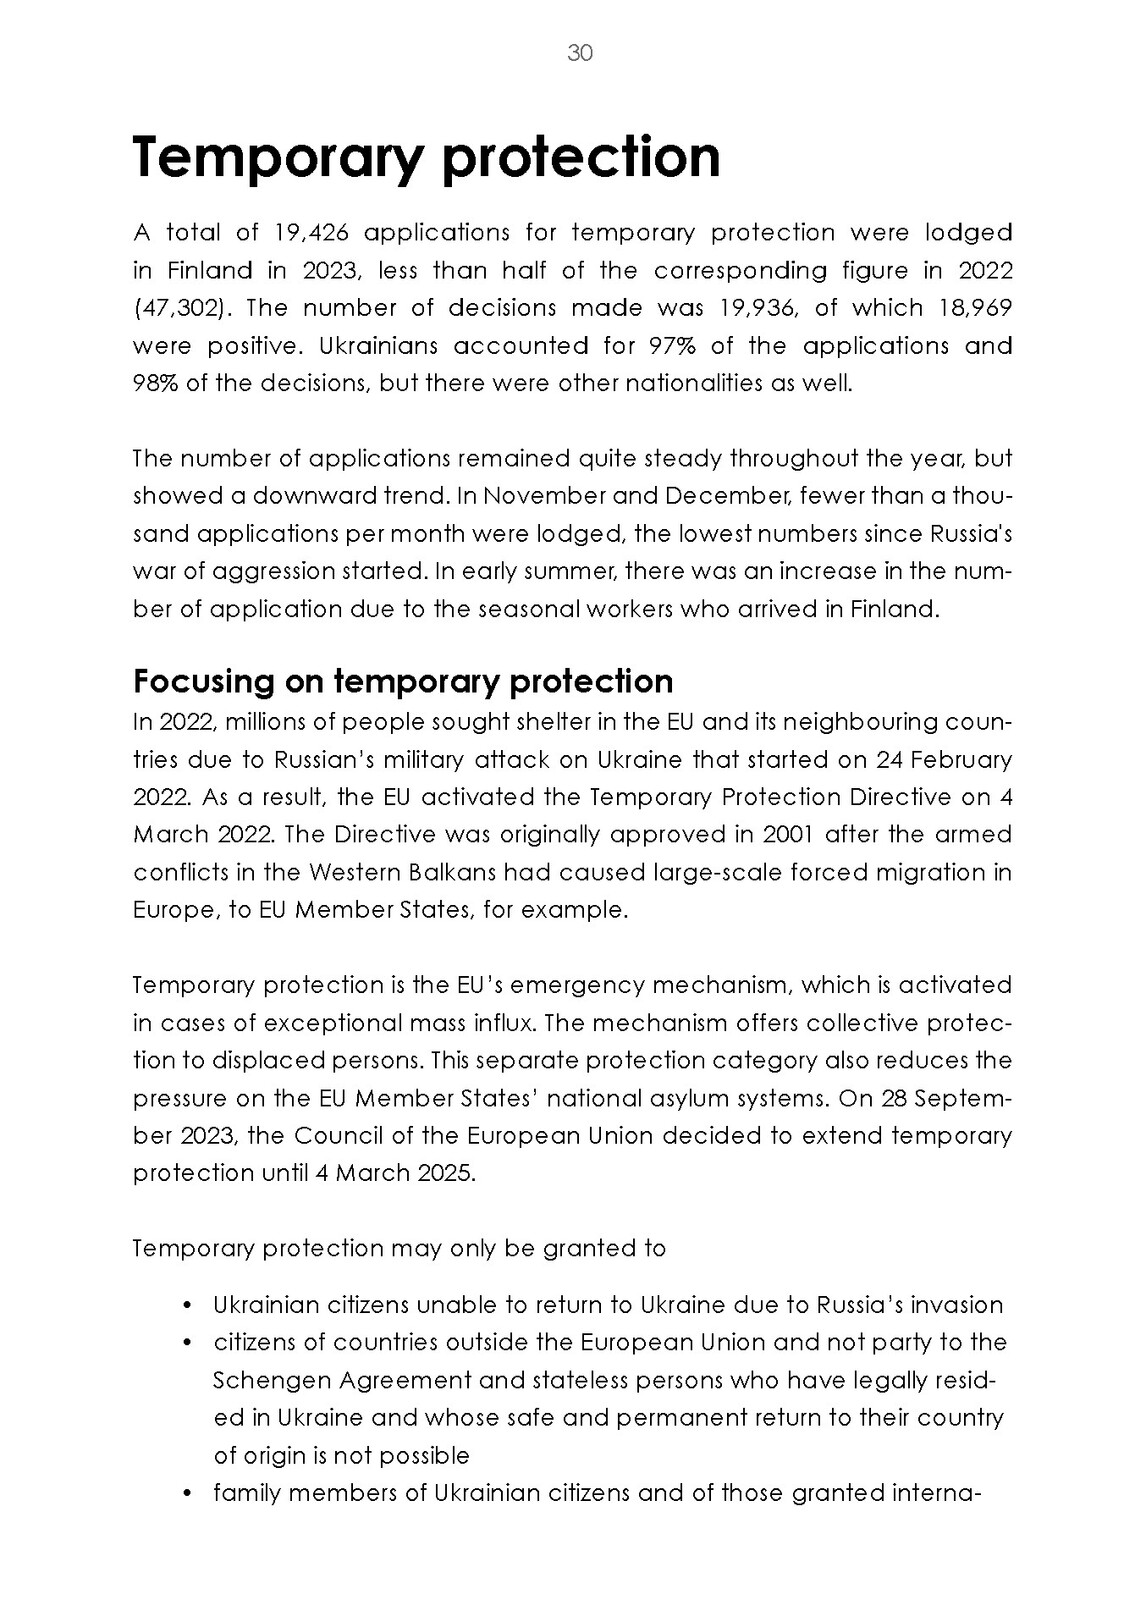 30
Temporary protection
A total of 19,426 applications for temporary protection were lodged
in Finland in 2023, less than half of the corresponding figure in 2022
(47,302). The number of decisions made was 19,936, of which 18,969
were positive. Ukrainians accounted for 97% of the applications and
98% of the decisions, but there were other nationalities as well.
The number of applications remained quite steady throughout the year, but
showed a downward trend. In November and December, fewer than a thou-
sand applications per month were lodged, the lowest numbers since Russia's
war of aggression started. In early summer, there was an increase in the num-
ber of application due to the seasonal workers who arrived in Finland.
Focusing on temporary protection
In 2022, millions of people sought shelter in the EU and its neighbouring coun-
tries due to Russian’s military attack on Ukraine that started on 24 February
2022. As a result, the EU activated the Temporary Protection Directive on 4
March 2022. The Directive was originally approved in 2001 after the armed
conflicts in the Western Balkans had caused large-scale forced migration in
Europe, to EU Member States, for example.
Temporary protection is the EU’s emergency mechanism, which is activated
in cases of exceptional mass influx. The mechanism offers collective protec-
tion to displaced persons. This separate protection category also reduces the
pressure on the EU Member States’ national asylum systems. On 28 Septem-
ber 2023, the Council of the European Union decided to extend temporary
protection until 4 March 2025.
Temporary protection may only be granted to
• Ukrainian citizens unable to return to Ukraine due to Russia’s invasion
• citizens of countries outside the European Union and not party to the
Schengen Agreement and stateless persons who have legally resid-
ed in Ukraine and whose safe and permanent return to their country
of origin is not possible
• family members of Ukrainian citizens and of those granted interna-